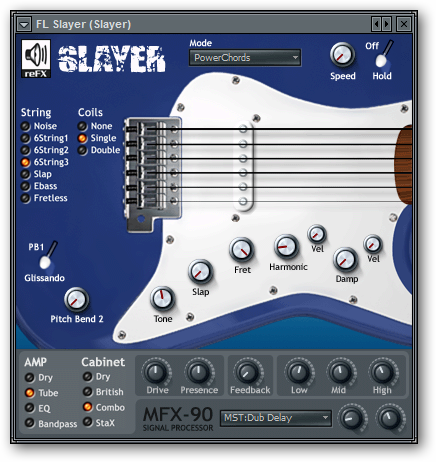 FL Slayer (Slayer)
reFX
SLAYER
Mode
PowerChords
Speed
Off
Hold
String
Noise
6String1
6String2
6String3
Slap
Ebass
Fretless
Coils
None
Single
Double
PB1
Glissando
Pitch Bend 2
Tone
Slap
Fret
Harmonic
Vel
Damp
Vel
AMP
Dry
Tube
EQ
Bandpass
Cabinet
Dry
British
Combo
StaX
Drive
Presence
Feedback
Low
Mid
High
MFX-90
SIGNAL PROCESSOR
MST:Dub Delay